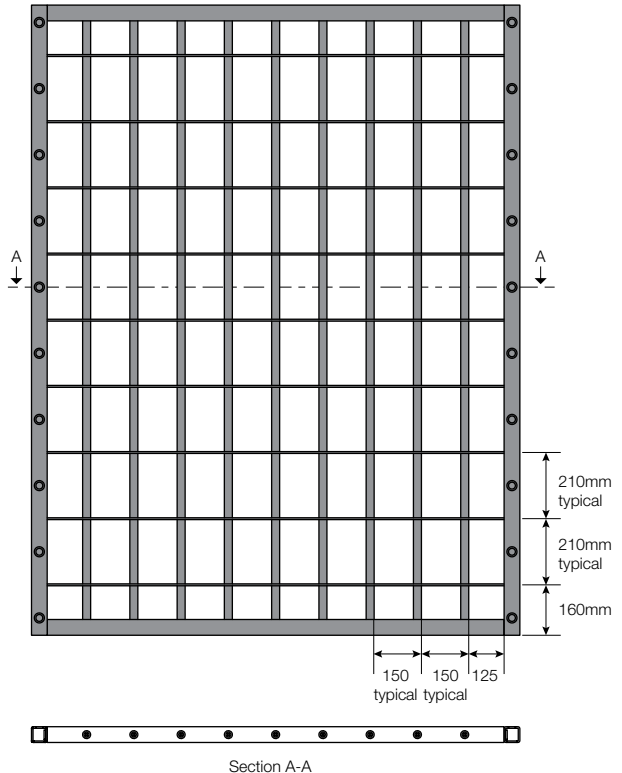 A A
210mm
typical
210mm
typical
160mm
150 150 125
typical typical
Section A-A